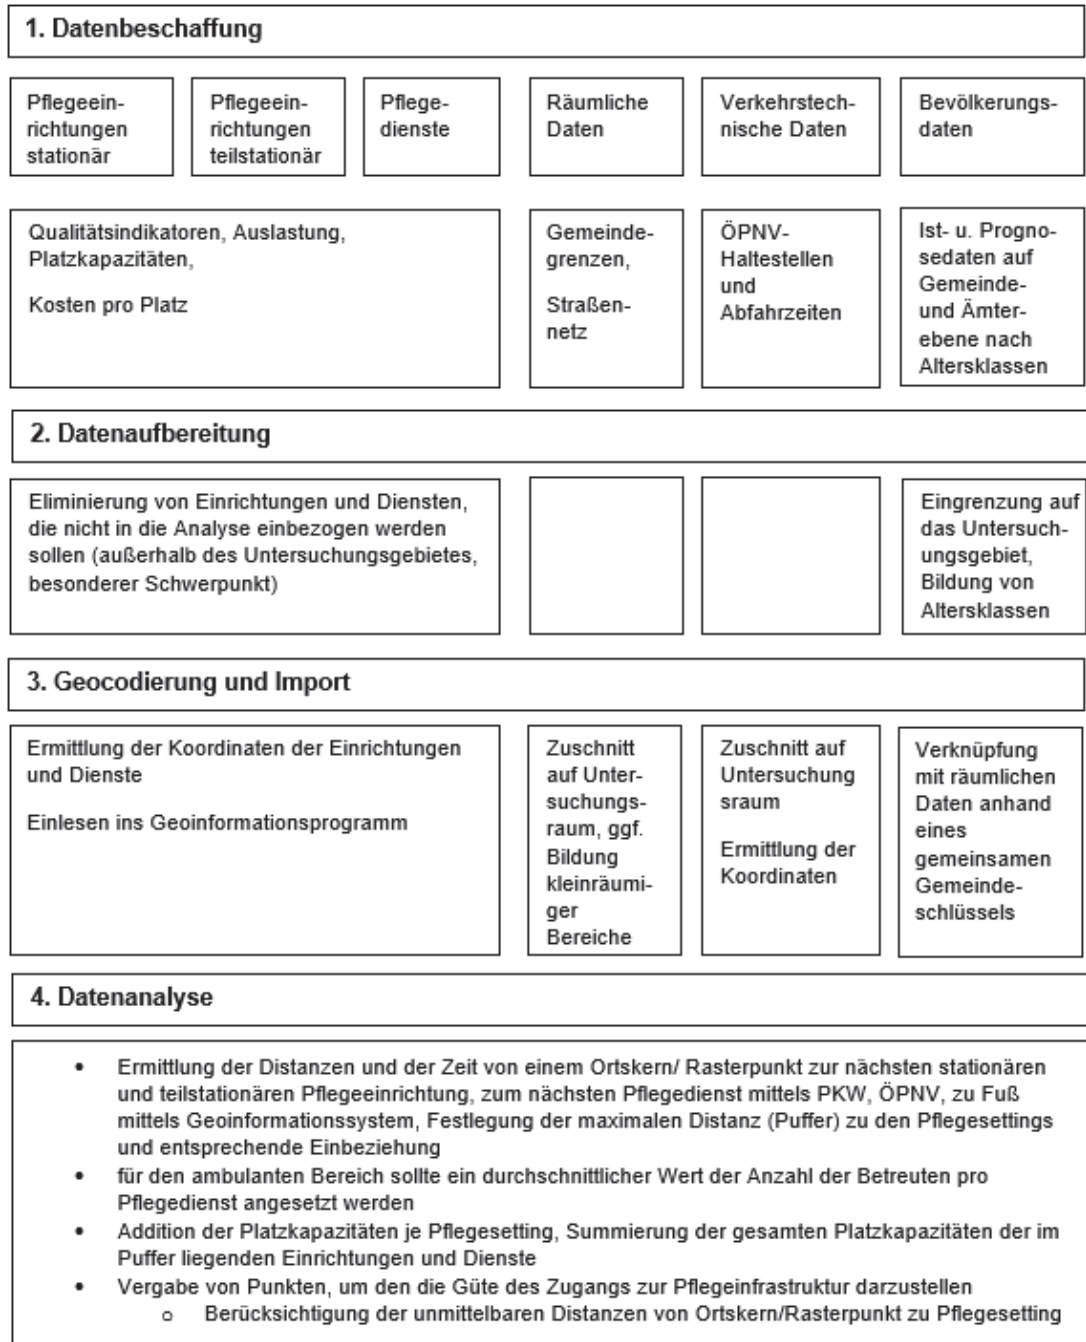 1. Datenbeschaffung
Pflegeein-
richtungen
stationär
Pflegeein-
richtungen
teilstationär
Pflege-
dienste
Räumliche
Daten
Verkehrstech-
nische Daten
Bevölkerungs-
daten
Qualitätsindikatoren, Auslastung,
Platzkapazitäten,
Kosten pro Platz
Gemeinde-
grenzen,
Straßen-
netz
ÖPNV-
Haltestellen
und
Abfahrzeiten
Ist- u. Progno-
sedaten auf
Gemeinde-
und Ämter-
ebene nach
Altersklassen
2. Datenaufbereitung
Eliminierung von Einrichtungen und Diensten,
die nicht in die Analyse einbezogen werden
sollen (außerhalb des Untersuchungsgebietes,
besonderer Schwerpunkt)
Eingrenzung auf
das Untersuch-
ungsgebiet,
Bildung von
Altersklassen
3. Geocodierung und Import
Ermittlung der Koordinaten der Einrichtungen
und Dienste
Einlesen ins Geoinformationsprogramm
Zuschnitt
auf Unter-
suchungs-
raum, ggf.
Bildung
kleinräumi-
ger
Bereiche
Zuschnitt auf
Untersuchung
sraum
Ermittlung der
Koordinaten
Verknüpfung
mit räumlichen
Daten anhand
eines
gemeinsamen
Gemeinde-
schlüssels
4. Datenanalyse
• Ermittlung der Distanzen und der Zeit von einem Ortskern/ Rasterpunkt zur nächsten stationären
und teilstationären Pflegeeinrichtung, zum nächsten Pflegedienst mittels PKW, ÖPNV, zu Fuß
mittels Geoinformationssystem, Festlegung der maximalen Distanz (Puffer) zu den Pflegesettings
und entsprechende Einbeziehung
• für den ambulanten Bereich sollte ein durchschnittlicher Wert der Anzahl der Betreuten pro
Pflegedienst angesetzt werden
• Addition der Platzkapazitäten je Pflegesetting, Summierung der gesamten Platzkapazitäten der im
Puffer liegenden Einrichtungen und Dienste
• Vergabe von Punkten, um den die Güte des Zugangs zur Pflegeinfrastruktur darzustellen
o Berücksichtigung der unmittelbaren Distanzen von Ortskern/Rasterpunkt zu Pflegesetting